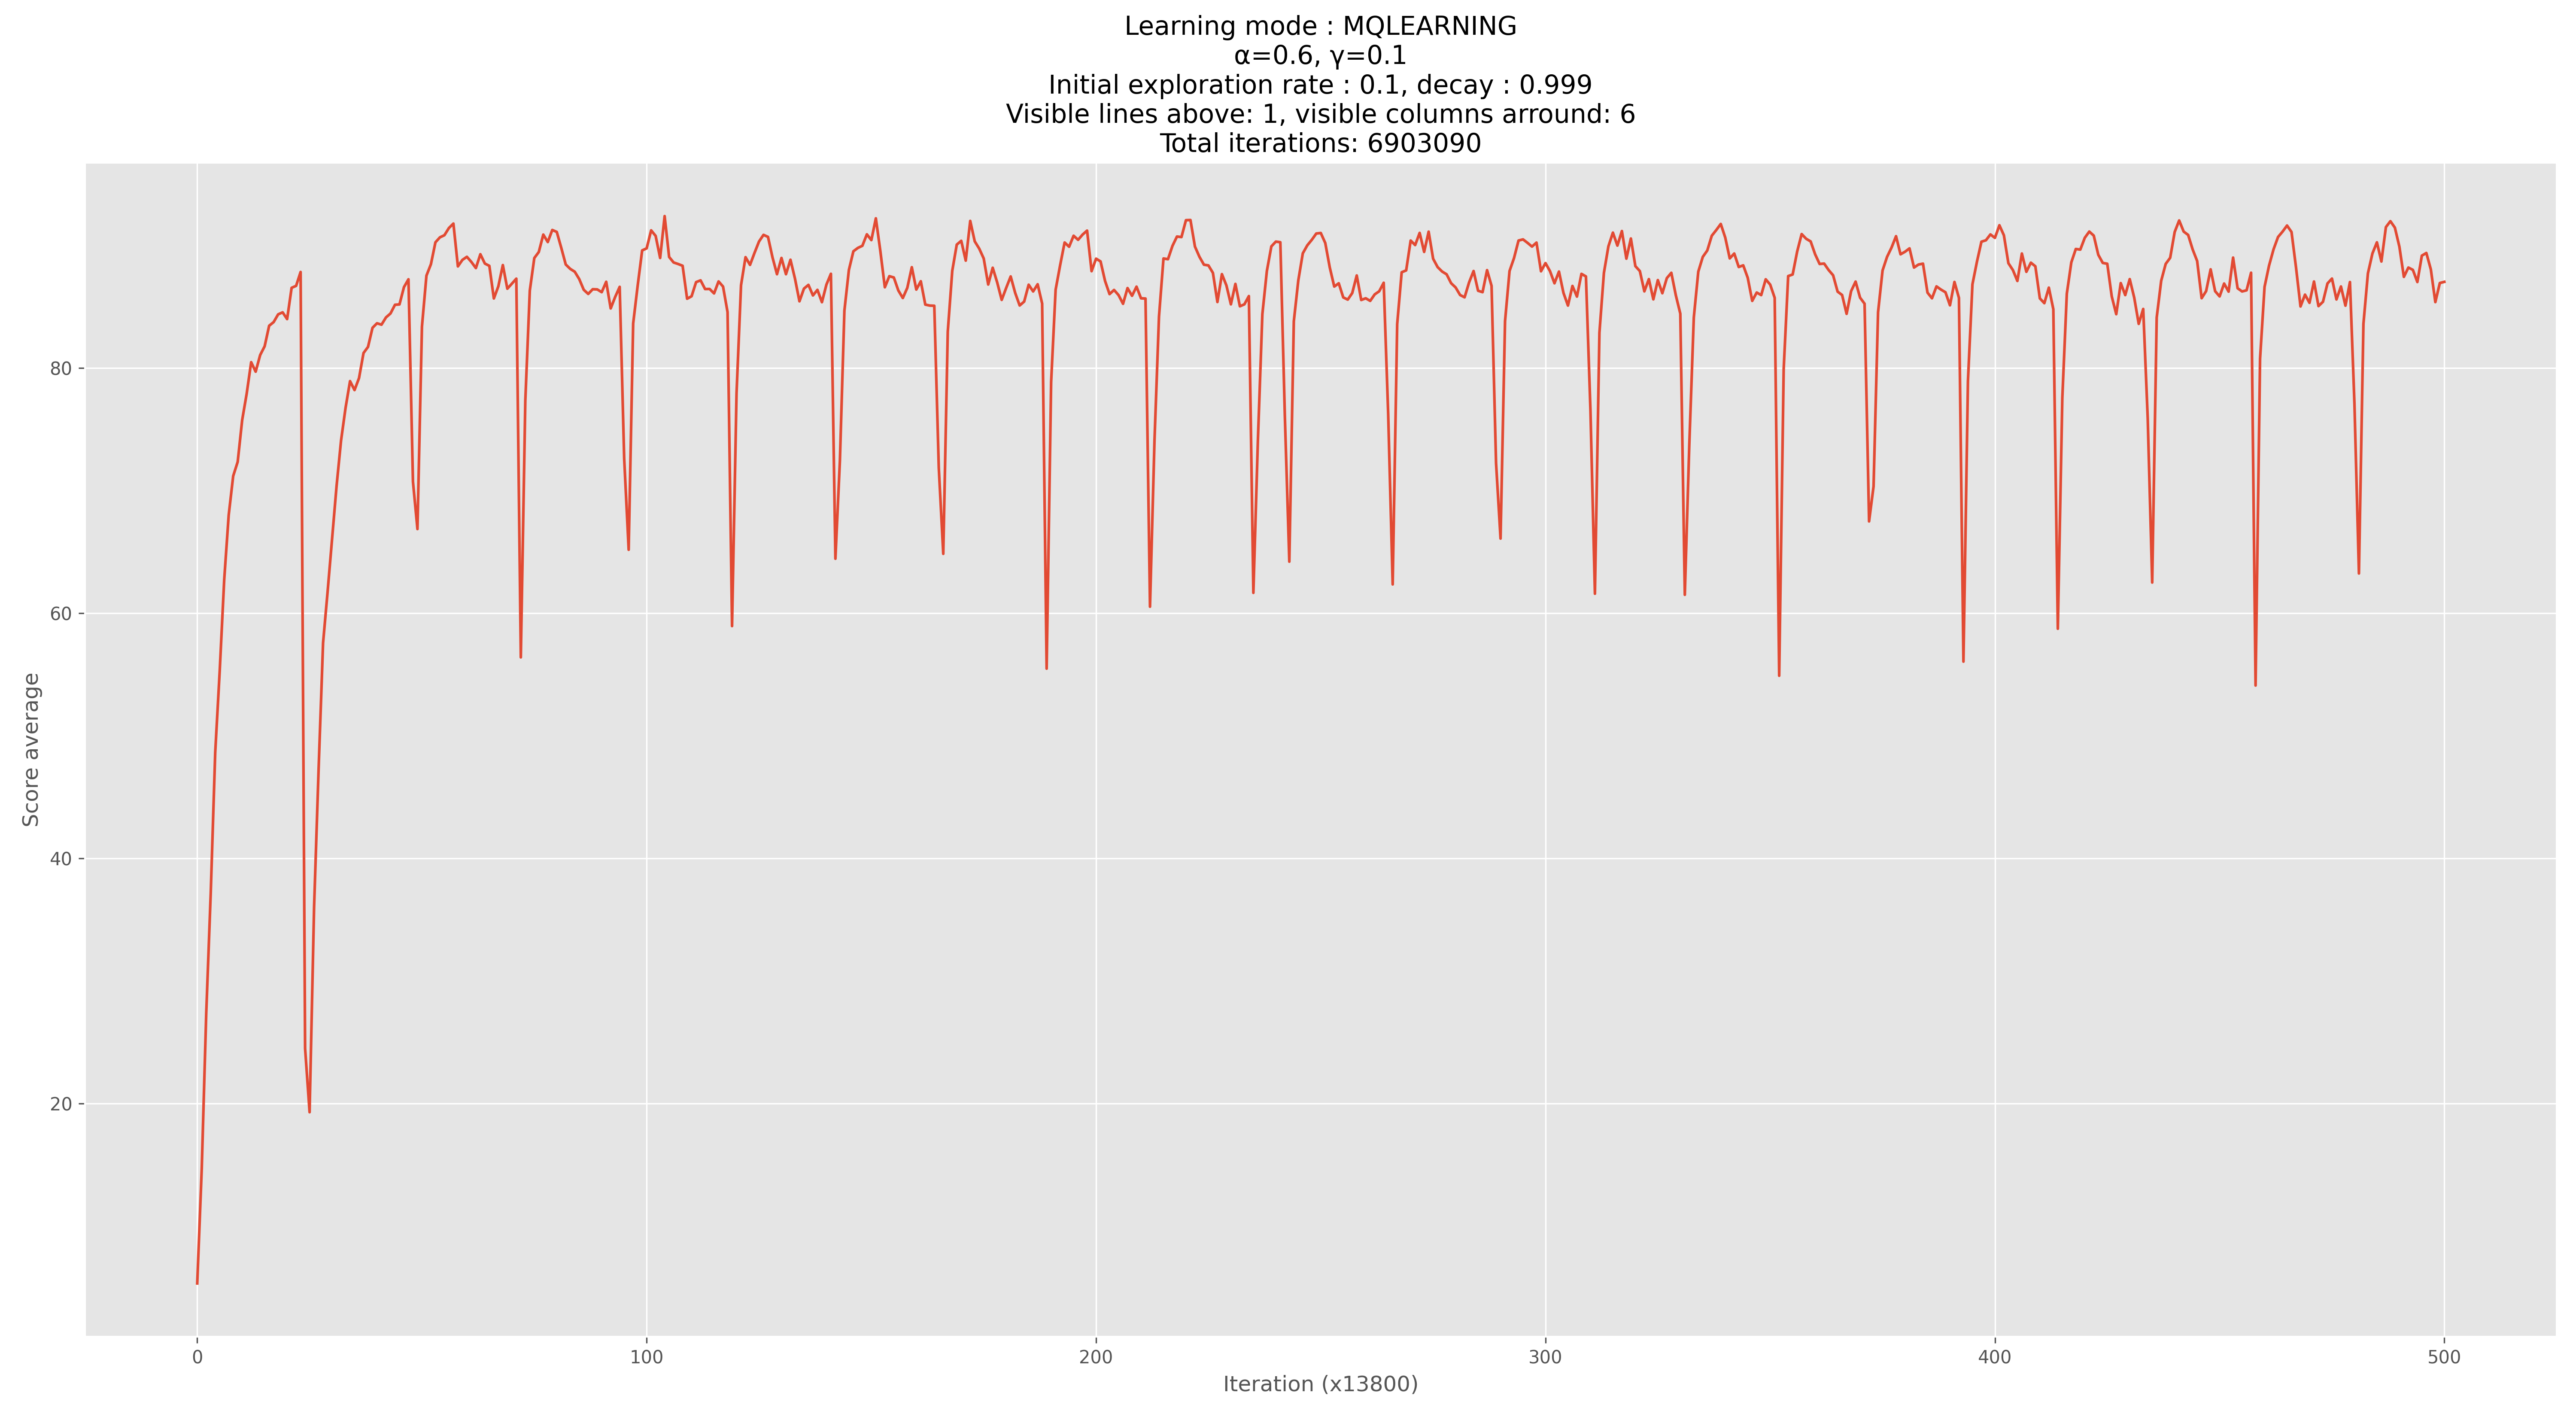 Learning mode : MQLEARNING
α=0.6, γ=0.1
Initial exploration rate : 0.1, decay : 0.999
Visible lines above: 1, visible columns arround: 6
Total iterations: 6903090
80
60
40
20
Score average
0 100 200 300 400 500
Iteration (x13800)